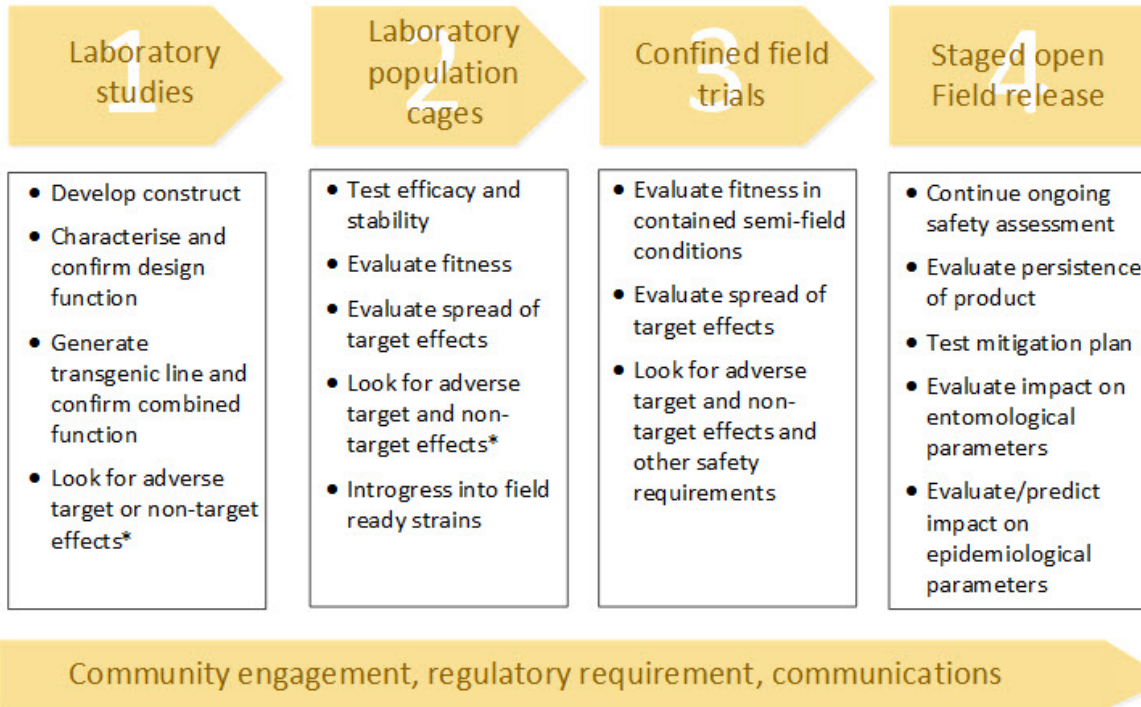 1
Laboratory
studies
2
Laboratory
population
cages
3
Confined field
trials
4
Staged open
Field release
• Develop construct
• Characterise and
confirm design
function
• Generate
transgenic line and
confirm combined
function
• Look for adverse
target or non-target
effects*
• Test efficacy and
stability
• Evaluate fitness
• Evaluate spread of
target effects
• Look for adverse
target and non-
target effects*
• Introgress into field
ready strains
• Evaluate fitness in
contained semi-field
conditions
• Evaluate spread of
target effects
• Look for adverse
target and non-
target effects and
other safety
requirements
• Continue ongoing
safety assessment
• Evaluate persistence
of product
• Test mitigation plan
• Evaluate impact on
entomological
parameters
• Evaluate/predict
impact on
epidemiological
parameters
Community engagement, regulatory requirement, communications